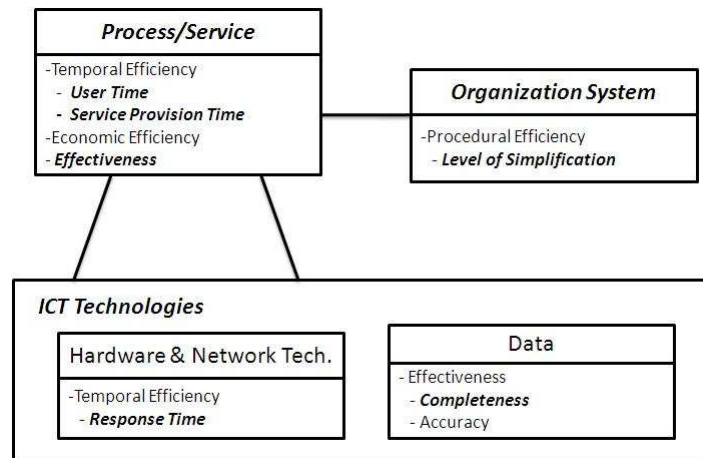 Process/Service
-Temporal Efficiency
- User Time
- Service Provision Time
-Economic Efficiency
- Effectiveness
Organization System
-Procedural Efficiency
- Level of Simplification
ICT Technologies
Hardware & Network Tech.
-Temporal Efficiency
- Response Time
Data
- Effectiveness
- Completeness
- Accuracy